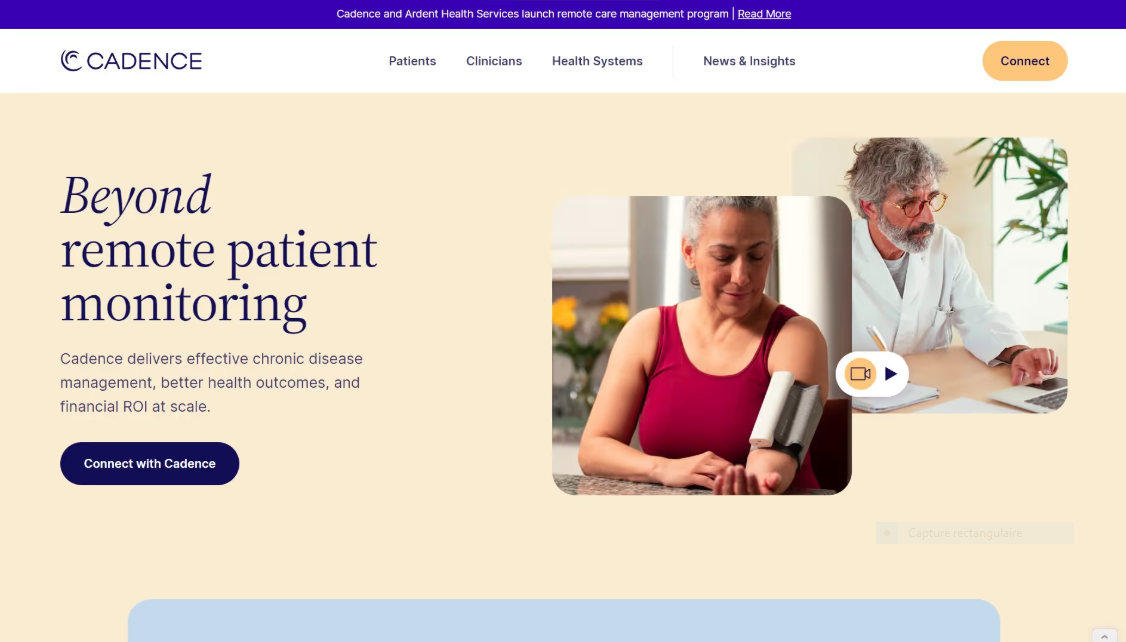 Cadence and Ardent Health Services launch remote care management program | Read More
CADENCE
Patients
Clinicians
Health Systems
News & Insights
Connect
Beyond
remote patient
monitoring
Cadence delivers effective chronic disease
management, better health outcomes, and
financial ROI at scale.
Connect with Cadence
Capture rectangulaire